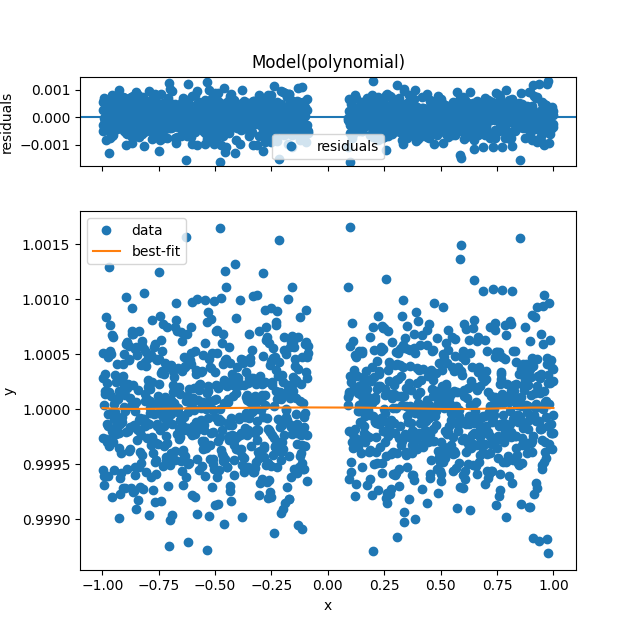 Model(polynomial)
residuals
0.001
0.000
−0.001
residuals
data
best-fit
y
1.0015
1.0010
1.0005
1.0000
0.9995
0.9990
−1.00 −0.75 −0.50 −0.25 0.00 0.25 0.50 0.75 1.00
x